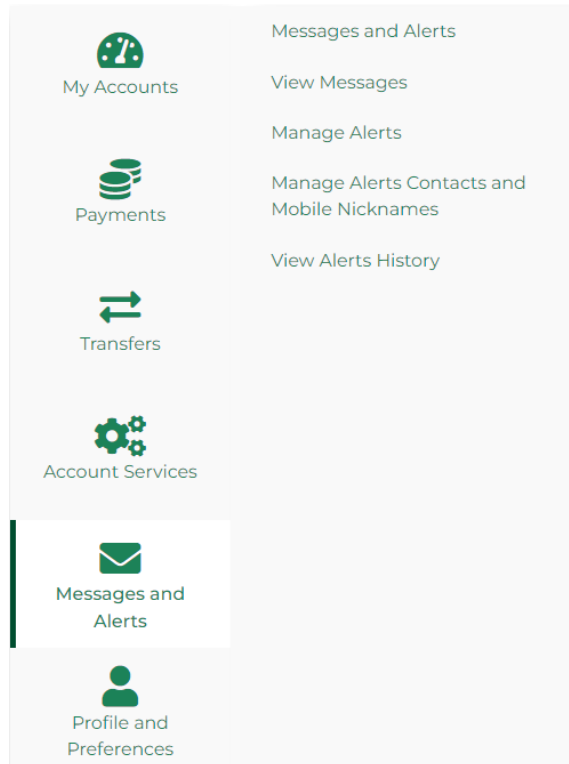 My Accounts
Payments
Transfers
Account Services
Messages and
Alerts
Profile and
Preferences
Messages and Alerts
View Messages
Manage Alerts
Manage Alerts Contacts and
Mobile Nicknames
View Alerts History